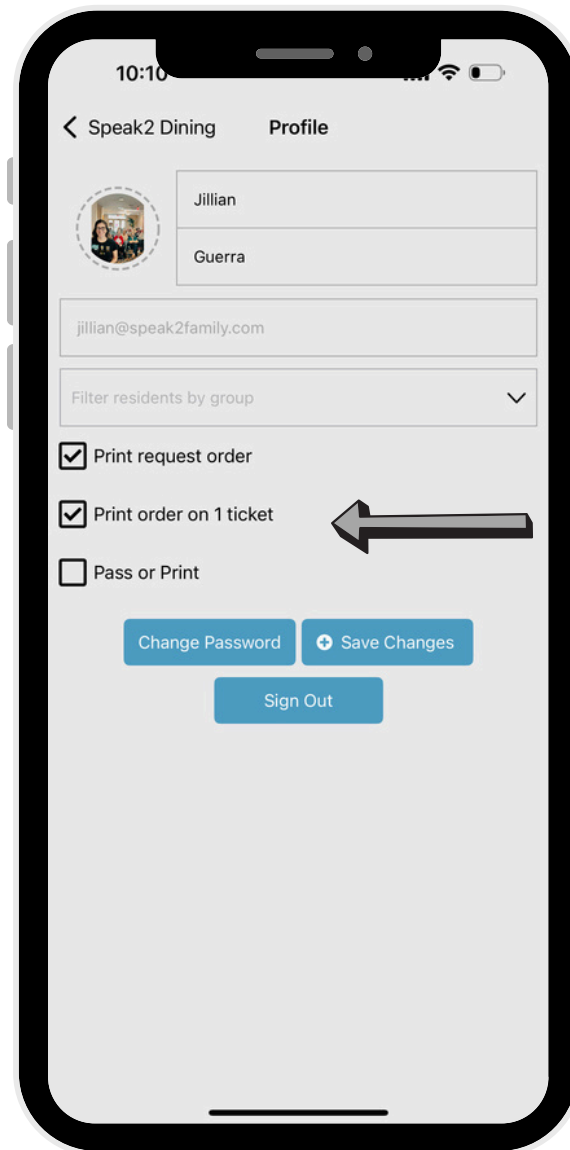 10:10
Speak2 Dining Profile
Jillian
Guerra
jillian@speak2family.com
Filter residents by group
Print request order
Print order on 1 ticket
Pass or Print
Change Password Save Changes
Sign Out